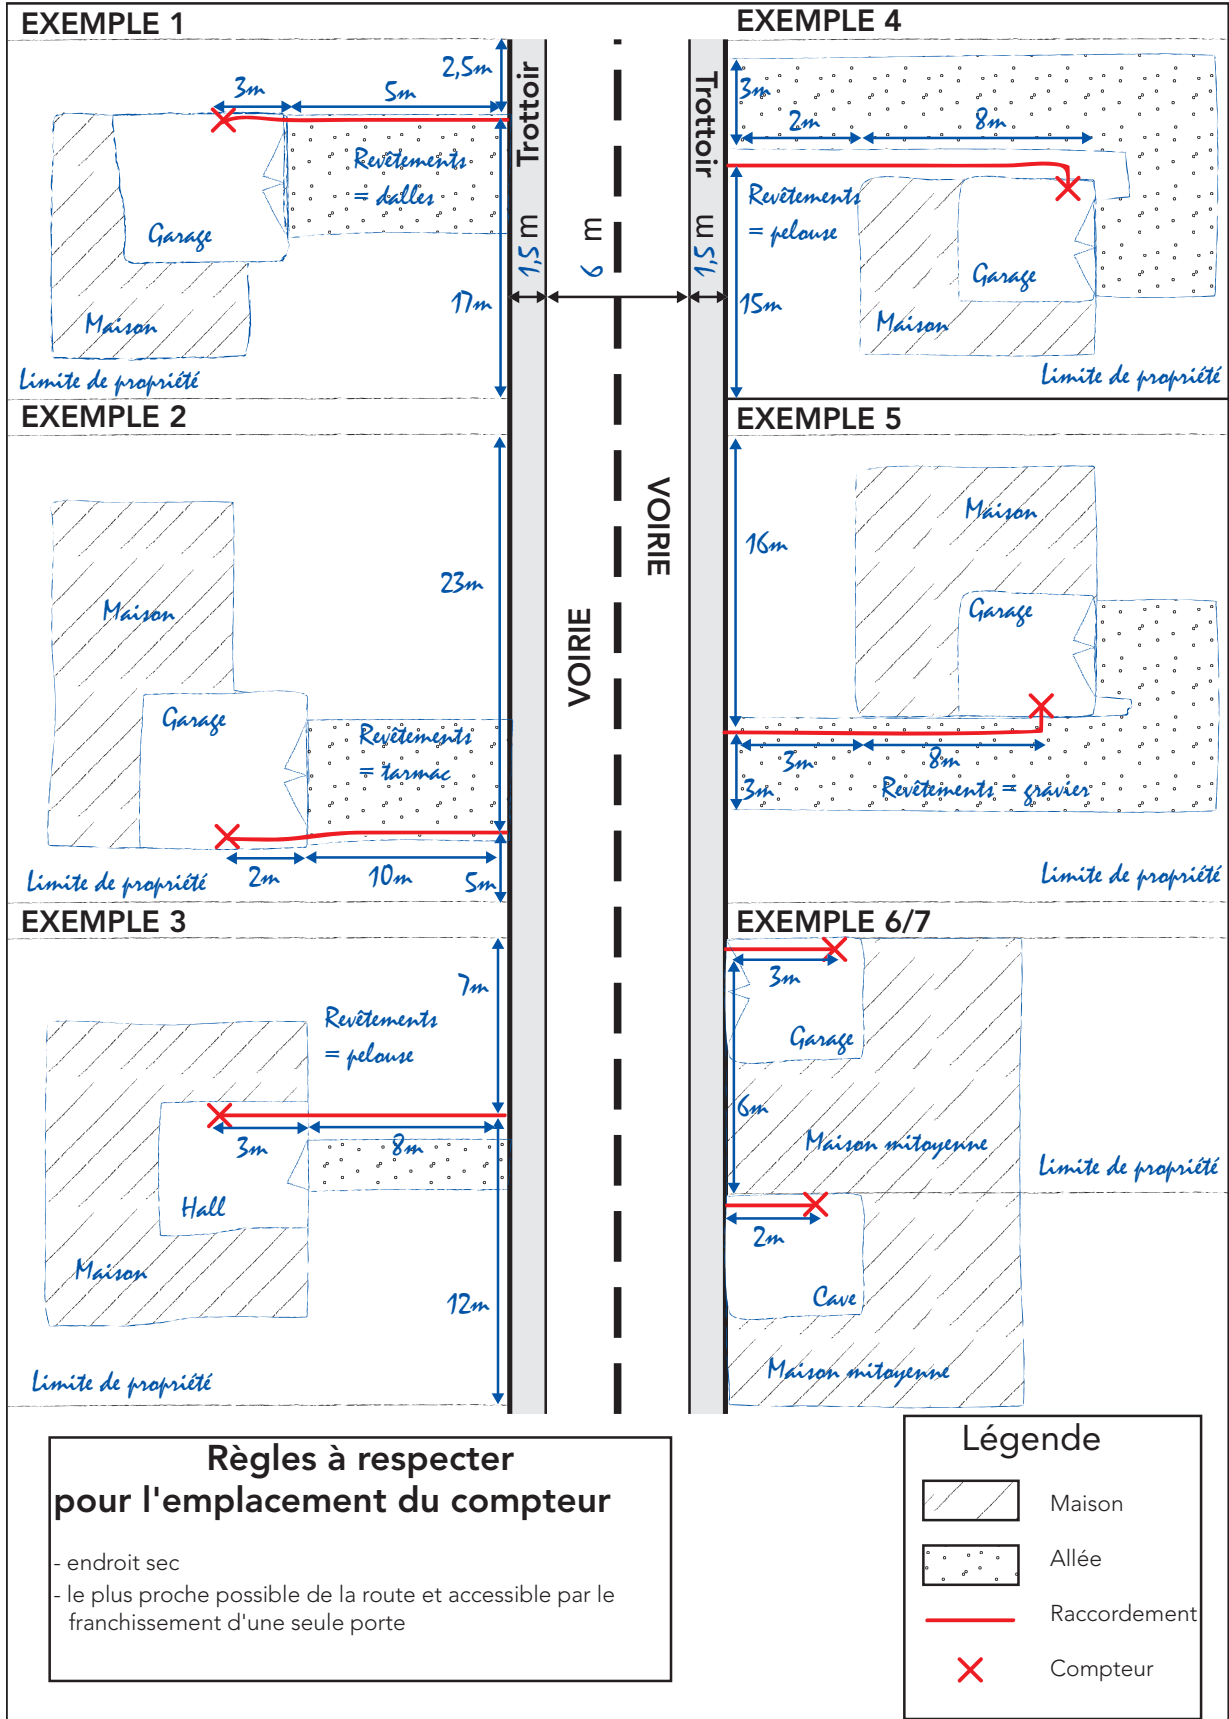 EXEMPLE 1
2,5m
3m
5m
Revêtements
= dalles
Garage
17m
Maison
Limite de propriété
EXEMPLE 2
23m
Maison
Garage
Revêtements
= tarmac
2m
10m
5m
Limite de propriété
EXEMPLE 3
7m
Revêtements
= pelouse
3m
8m
Hall
Maison
12m
Limite de propriété
Trottoir
1,5 m
6 m
Trottoir
1,5 m
VOIRIE
VOIRIE
EXEMPLE 4
3m
2m
8m
Revêtements
= pelouse
Garage
15m
Maison
Limite de propriété
EXEMPLE 5
Maison
16m
Garage
3m
8m
3m
Revêtements = gravier
Limite de propriété
EXEMPLE 6/7
3m
Garage
6m
Maison mitoyenne
Limite de propriété
2m
Cave
Maison mitoyenne
Règles à respecter
pour l'emplacement du compteur
- endroit sec
- le plus proche possible de la route et accessible par le
franchissement d'une seule porte
Légende
Maison
Allée
Raccordement
Compteur